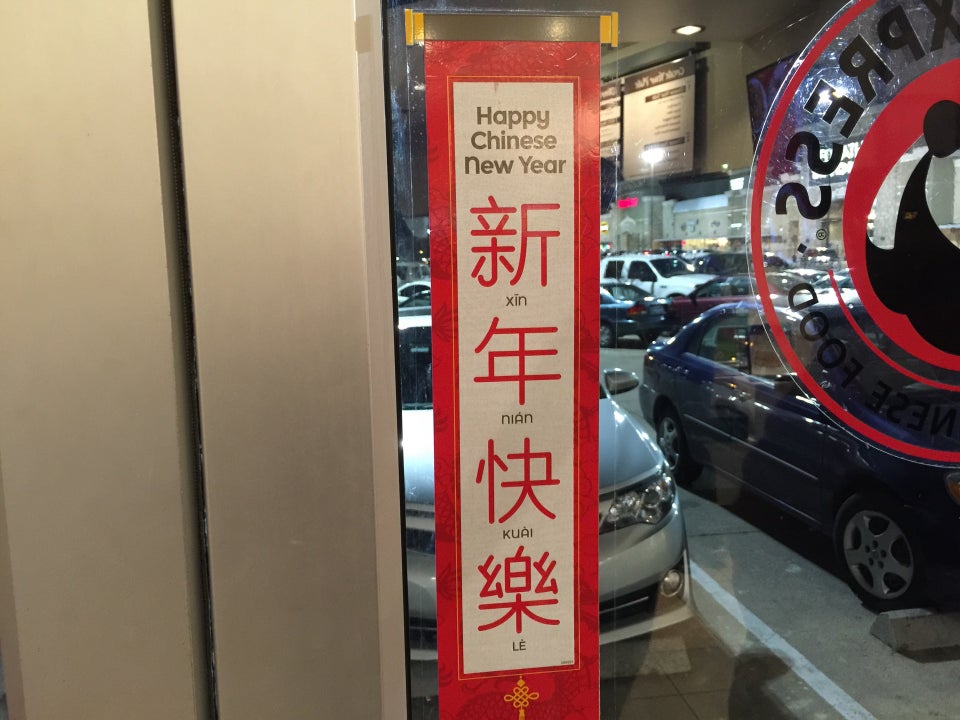 Happy
Chinese
New Year
新
xīn
年
nián
快
kuài
樂
lè
EXPRESS
®
CHINESE FOOD